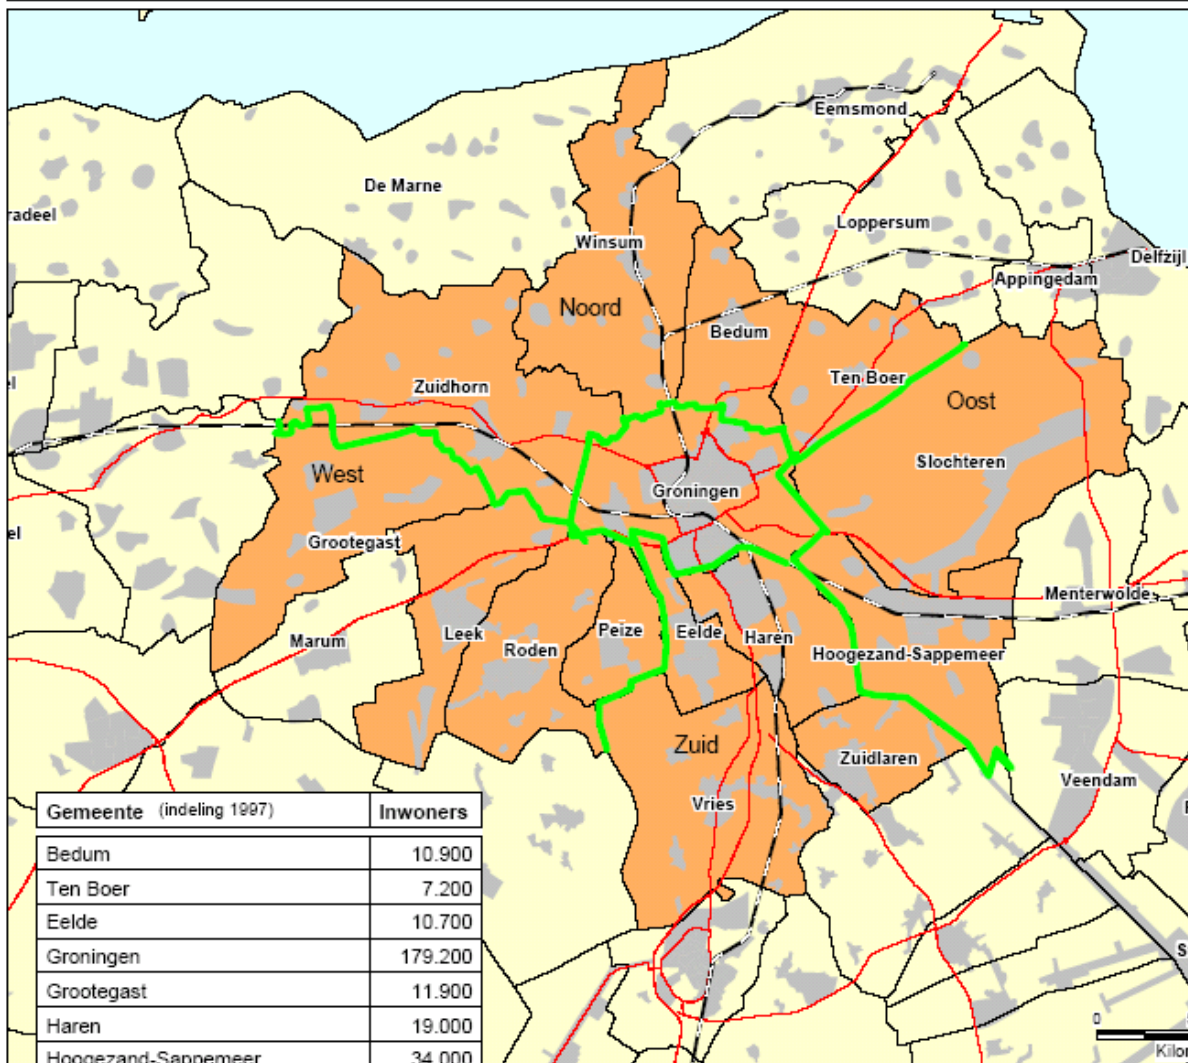 Eemsmond
De Marne
radeel
Loppersum
Winsum
Delfzijl
Appingedam
Noord
Bedum
el
Zuidhorn
Ten Boer
Oost
West
Slochteren
Groningen
el
Grootegast
Menterwolde
Leek
Peize
Eelde
Haren
Marum
Roden
Hoogezand-Sappemeer
Zuid
Zuidlaren
Veendam
Vries
Gemeente (indeling 1997) Inwoners
Bedum 10.900
Ten Boer 7.200
Eelde 10.700
Groningen 179.200
Grootegast 11.900
Haren 19.000
Hoogezand-Sappemeer 34.000
S
0
Kilo